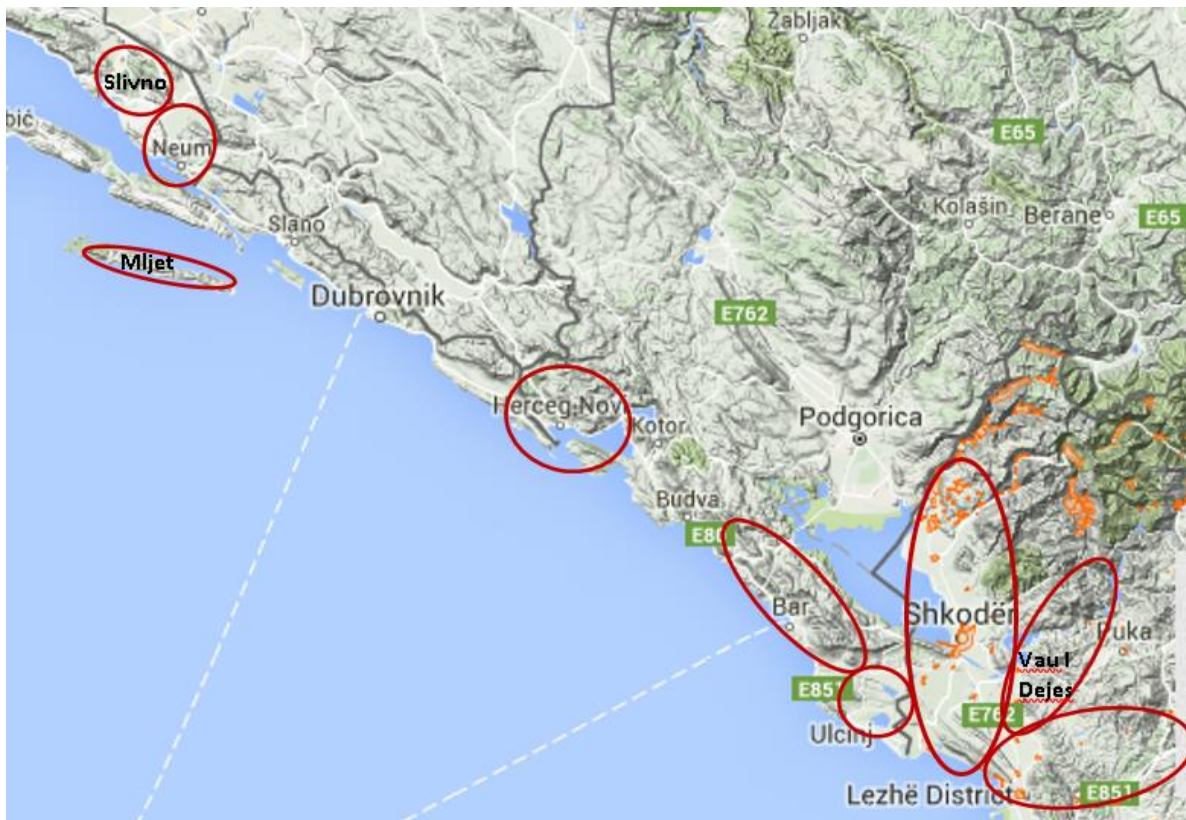 Žabljak
Slivno
bić
Neum
E65
Kolašin
Berane
E65
Slano
Mljet
Dubrovnik
E762
Herceg-Novi
Kotor
Podgorica
Budva
E80
Bar
Shkodër
Puka
Vau I
Dejes
E851
E762
Ulcinj
Lezhë District
E851